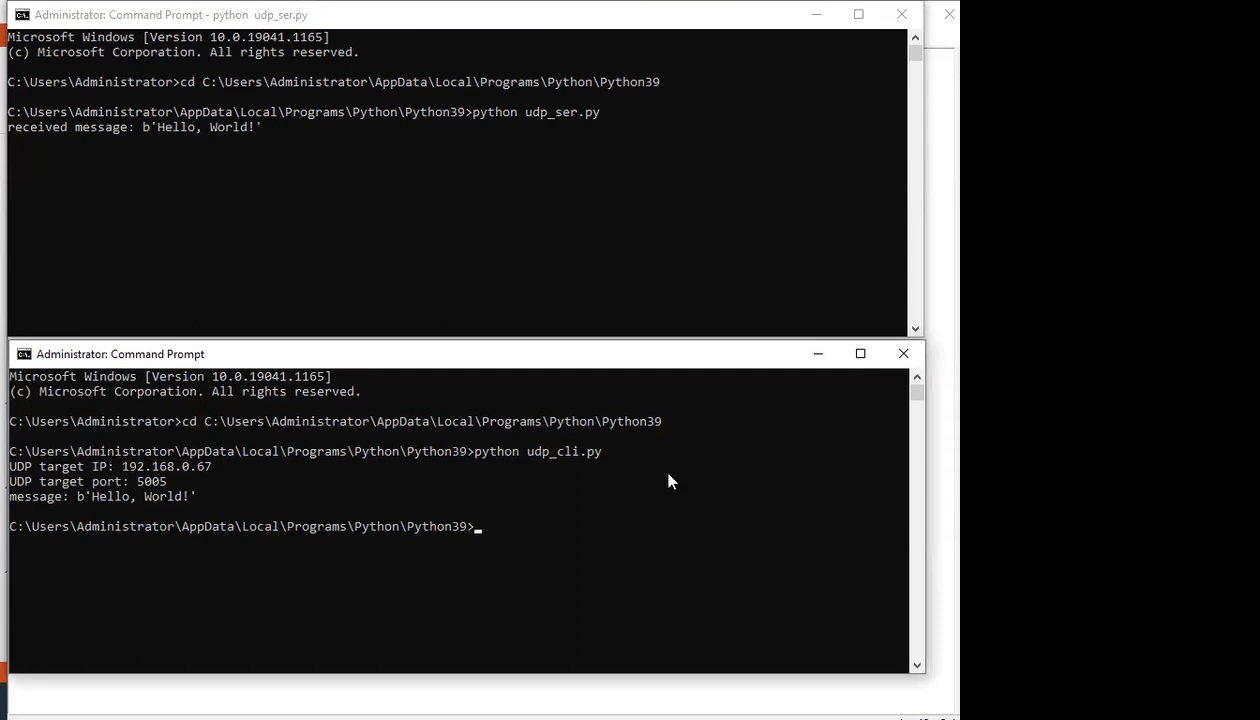 Administrator: Command Prompt - python  udp_ser.py
Microsoft Windows [Version 10.0.19041.1165]
(c) Microsoft Corporation. All rights reserved.
C:\Users\Administrator>cd C:\Users\Administrator\AppData\Local\Programs\Python\Python39
C:\Users\Administrator\AppData\Local\Programs\Python\Python39>python udp_ser.py
received message: b'Hello, World!'
Administrator: Command Prompt
Microsoft Windows [Version 10.0.19041.1165]
(c) Microsoft Corporation. All rights reserved.
C:\Users\Administrator>cd C:\Users\Administrator\AppData\Local\Programs\Python\Python39
C:\Users\Administrator\AppData\Local\Programs\Python\Python39>python udp_cli.py
UDP target IP: 192.168.0.67
UDP target port: 5005
message: b'Hello, World!'
C:\Users\Administrator\AppData\Local\Programs\Python\Python39>